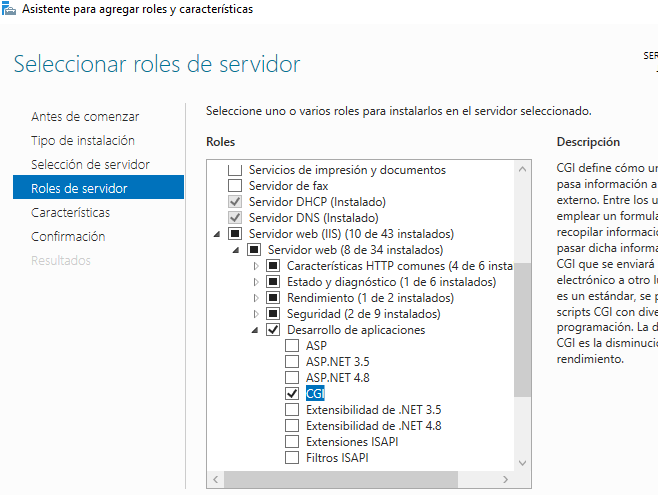 Asistente para agregar roles y características
Seleccionar roles de servidor
SER
Antes de comenzar
Tipo de instalación
Selección de servidor
Roles de servidor
Características
Confirmación
Resultados
Seleccione uno o varios roles para instalarlos en el servidor seleccionado.
Roles
Servicios de impresión y documentos
Servidor de fax
Servidor DHCP (Instalado)
Servidor DNS (Instalado)
Servidor web (IIS) (10 de 43 instalados)
Servidor web (8 de 34 instalados)
Características HTTP comunes (4 de 6 insta
Estado y diagnóstico (1 de 6 instalados)
Rendimiento (1 de 2 instalados)
Seguridad (2 de 9 instalados)
Desarrollo de aplicaciones
ASP
ASP.NET 3.5
ASP.NET 4.8
CGI
Extensibilidad de .NET 3.5
Extensibilidad de .NET 4.8
Extensiones ISAPI
Filtros ISAPI
Descripción
CGI define cómo un
pasa información a
externo. Entre los u
emplear un formula
recopilar informació
pasar dicha informa
CGI que se enviará
electrónico a otro lu
es un estándar, se p
scripts CGI con dive
programación. La d
CGI es la disminució
rendimiento.